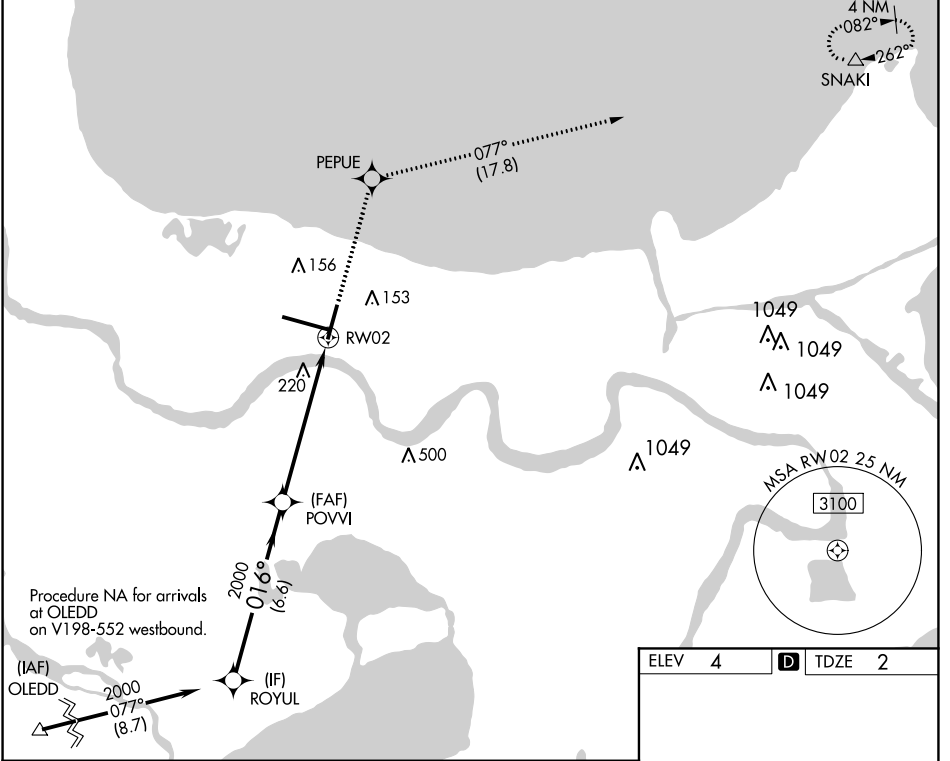 4 NM
082°
262°
SNAKI
PEPUE
077°
(17.8)
156
153
RW02
1049
1049
220
1049
500
1049
MSA RW02 25 NM
3100
(FAF)
POVVI
2000
016°
(6.6)
Procedure NA for arrivals
at OLEDD
on V198-552 westbound.
(IAF)
OLEDD
2000
077°
(8.7)
(IF)
ROYUL
ELEV 4 D TDZE 2